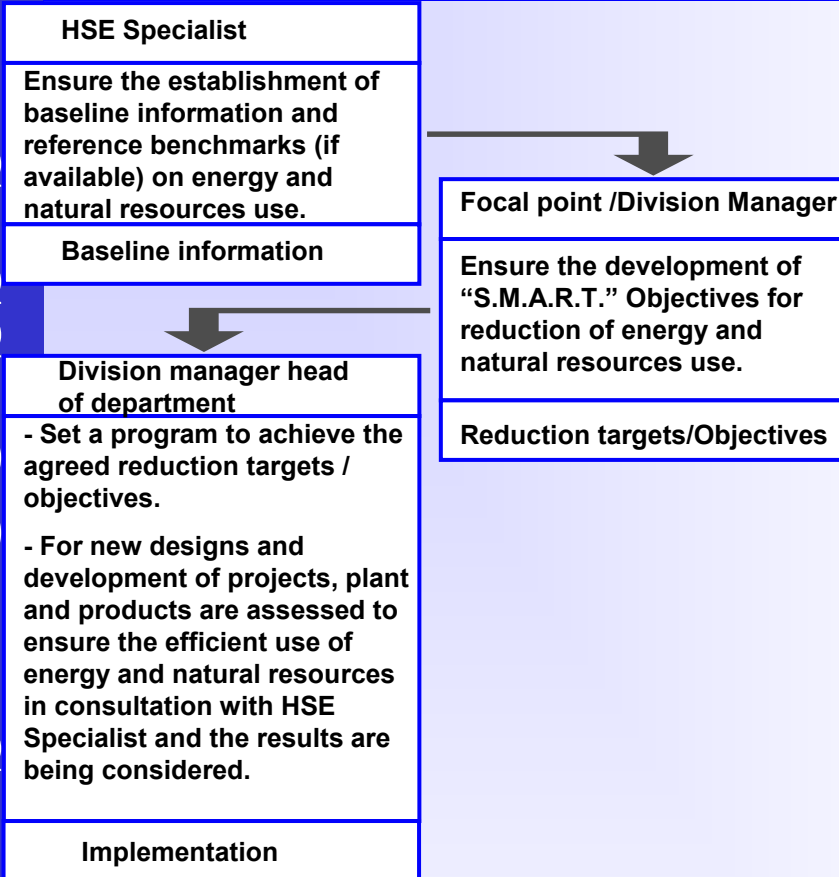 HSE Specialist
Ensure the establishment of
baseline information and
reference benchmarks (if
available) on energy and
natural resources use.
Baseline information
Focal point /Division Manager
Ensure the development of
“S.M.A.R.T.” Objectives for
reduction of energy and
natural resources use.
Reduction targets/Objectives
Division manager head
of department
- Set a program to achieve the
agreed reduction targets /
objectives.
- For new designs and
development of projects, plant
and products are assessed to
ensure the efficient use of
energy and natural resources
in consultation with HSE
Specialist and the results are
being considered.
Implementation